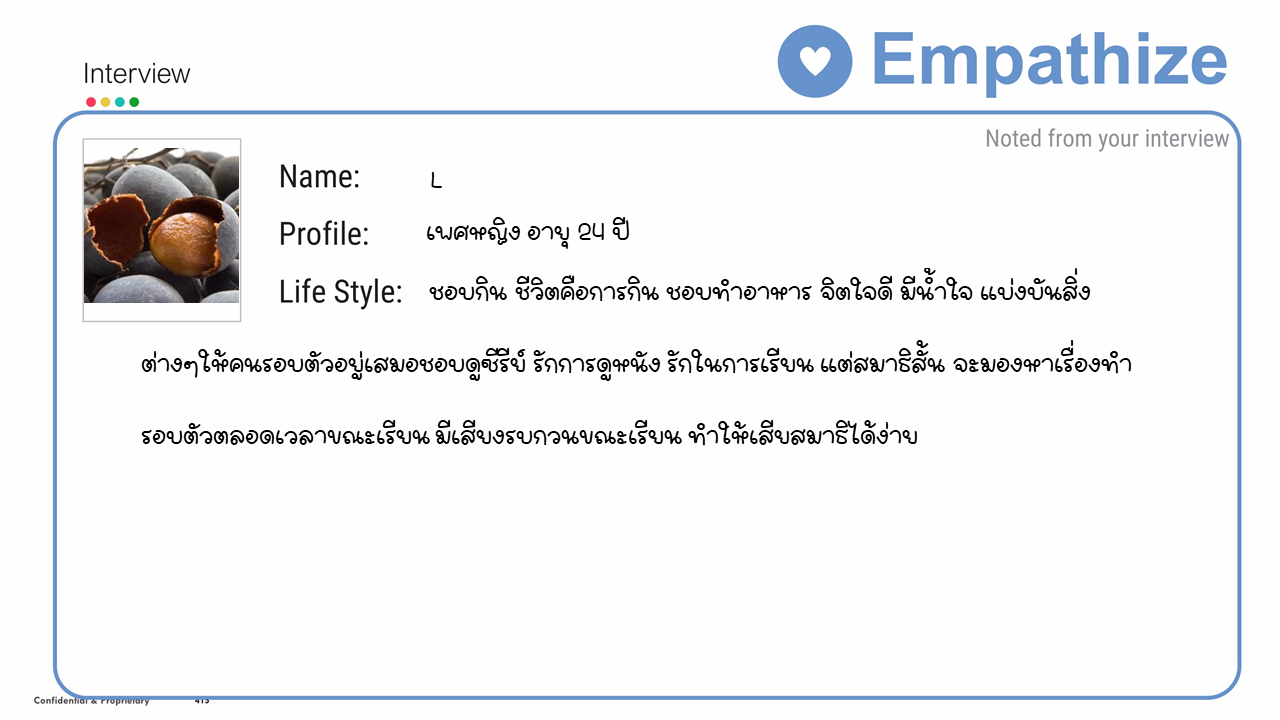 Interview
Empathize
Noted from your interview
Name: L
Profile: เพศหญิง อายุ 24 ปี
Life Style: ชอบกิน ชีวิตคือการกิน ชอบทำอาหาร จิตใจดี มีน้ำใจ แบ่งบันสิ่ง
ต่างๆให้คนรอบตัวอยู่เสมอชอบดูซีรีย์ รักการดูหนัง รักในการเรียน แต่สมาธิสั้น จะมองหาเรื่องทำ
รอบตัวตลอดเวลาขณะเรียน มีเสียงรบกวนขณะเรียน ทำให้เสียสมาธิได้ง่าย
Confidential & Proprietary 413